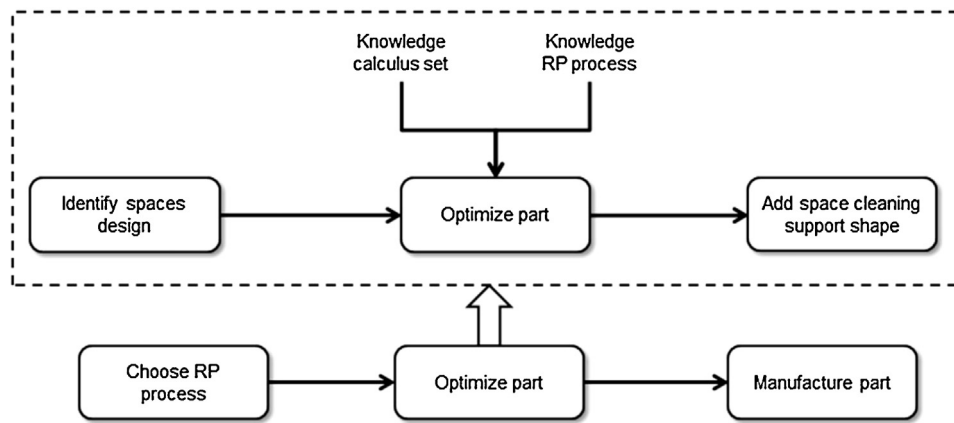 Knowledge
calculus set
Knowledge
RP process
Identify spaces
design
Optimize part
Add space cleaning
support shape
Choose RP
process
Optimize part
Manufacture part